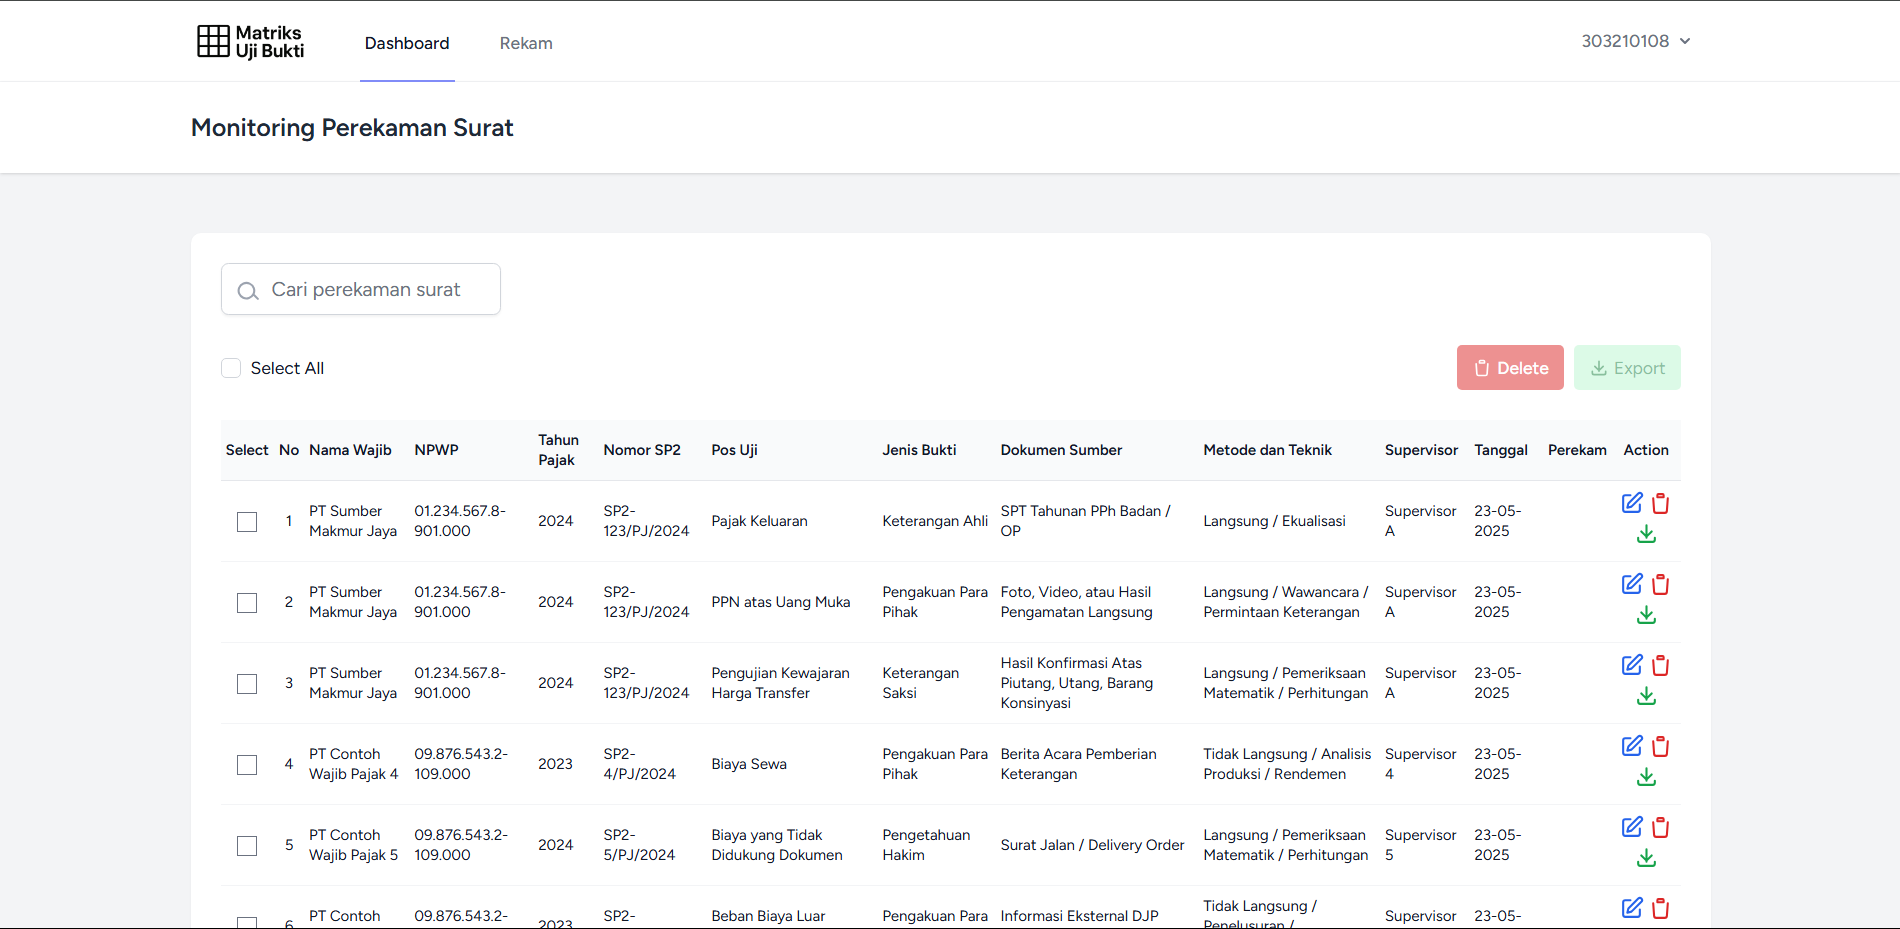 Matriks
Uji Bukti
Dashboard
Rekam
303210108
Monitoring Perekaman Surat
Cari perekaman surat
Select All
Delete
Export
Select No Nama Wajib NPWP Tahun Pajak Nomor SP2 Pos Uji Jenis Bukti Dokumen Sumber Metode dan Teknik Supervisor Tanggal Perekam Action
1 PT Sumber Makmur Jaya 01.234.567.8-901.000 2024 SP2-123/PJ/2024 Pajak Keluaran Keterangan Ahli SPT Tahunan PPh Badan / OP Langsung / Ekualisasi Supervisor A 23-05-2025
2 PT Sumber Makmur Jaya 01.234.567.8-901.000 2024 SP2-123/PJ/2024 PPN atas Uang Muka Pengakuan Para Pihak Foto, Video, atau Hasil Pengamatan Langsung Langsung / Wawancara / Permintaan Keterangan Supervisor A 23-05-2025
3 PT Sumber Makmur Jaya 01.234.567.8-901.000 2024 SP2-123/PJ/2024 Pengujian Kewajaran Harga Transfer Keterangan Saksi Hasil Konfirmasi Atas Piutang, Utang, Barang Konsinyasi Langsung / Pemeriksaan Matematik / Perhitungan Supervisor A 23-05-2025
4 PT Contoh Wajib Pajak 4 09.876.543.2-109.000 2023 SP2-4/PJ/2024 Biaya Sewa Pengakuan Para Pihak Berita Acara Pemberian Keterangan Tidak Langsung / Analisis Produksi / Rendemen Supervisor 4 23-05-2025
5 PT Contoh Wajib Pajak 5 09.876.543.2-109.000 2024 SP2-5/PJ/2024 Biaya yang Tidak Didukung Dokumen Pengetahuan Hakim Surat Jalan / Delivery Order Langsung / Pemeriksaan Matematik / Perhitungan Supervisor 5 23-05-2025
6 PT Contoh 09.876.543.2- 2023 SP2- Beban Biaya Luar Pengakuan Para Informasi Eksternal DJP Tidak Langsung / Penelusuran / Supervisor 23-05-